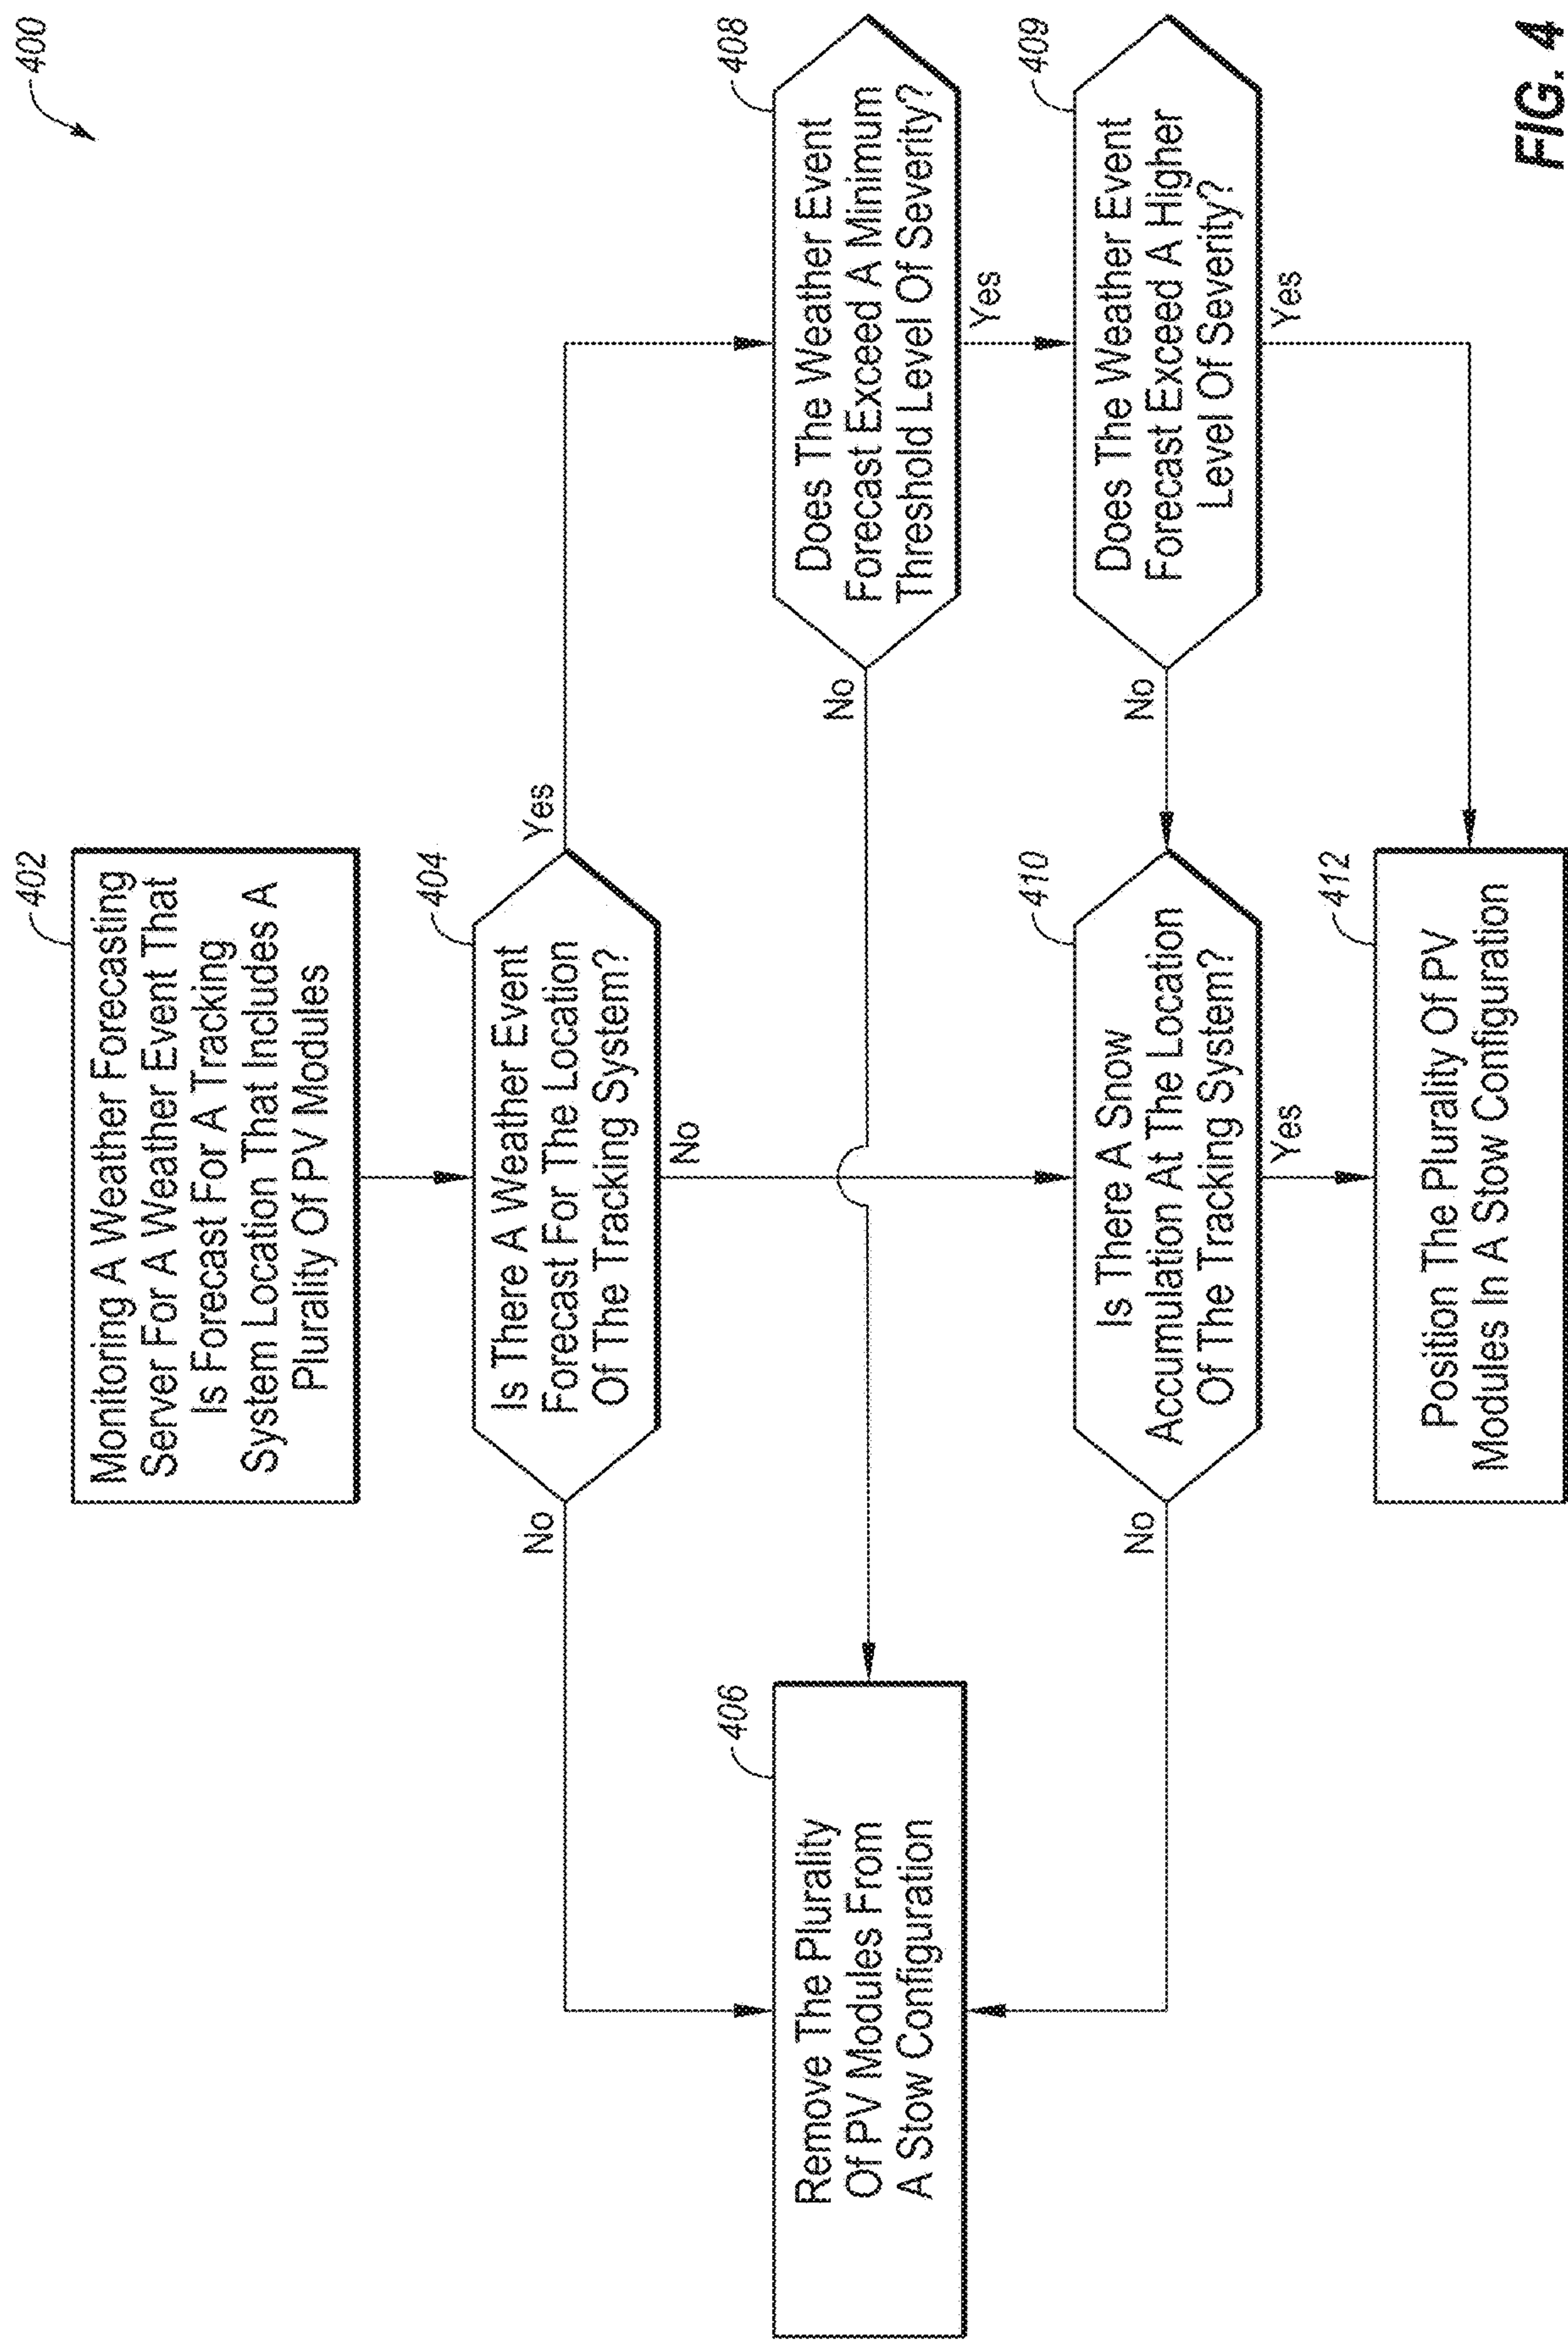 400
402
Monitoring A Weather Forecasting
Server For A Weather Event That
Is Forecast For A Tracking
System Location That Includes A
Plurality Of PV Modules
404
Is There A Weather Event
Forecast For The Location
Of The Tracking System?
No
Yes
No
406
Remove The Plurality
Of PV Modules From
A Stow Configuration
408
Does The Weather Event
Forecast Exceed A Minimum
Threshold Level Of Severity?
No
Yes
409
Does The Weather Event
Forecast Exceed A Higher
Level Of Severity?
No
Yes
410
Is There A Snow
Accumulation At The Location
Of The Tracking System?
No
Yes
412
Position The Plurality Of PV
Modules In A Stow Configuration
FIG. 4